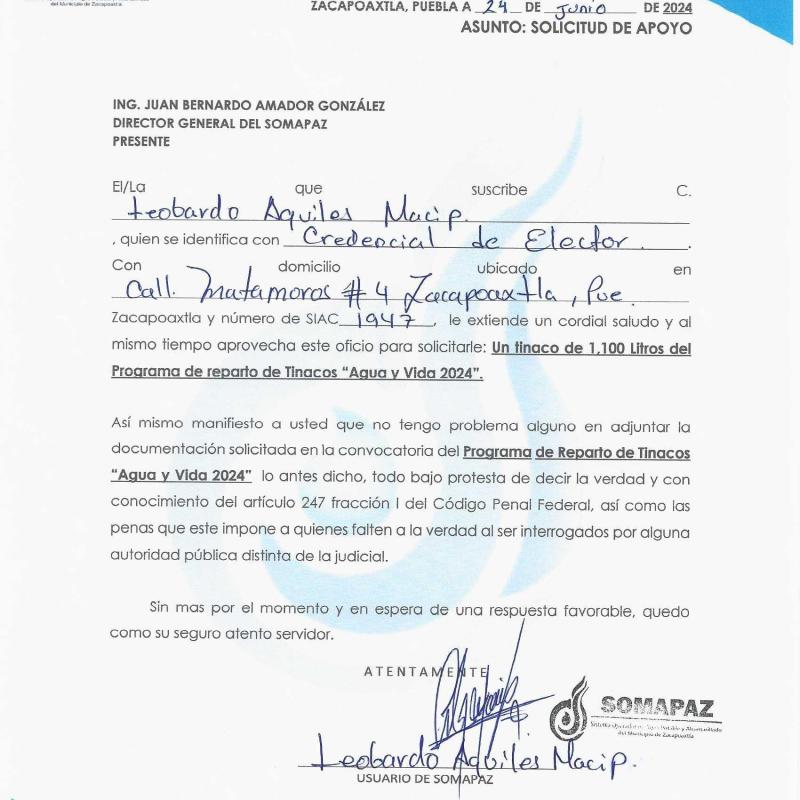 del Municipio de Zacapoaxtla
ZACAPOAXTLA, PUEBLA A 24 DE Junio DE 2024
ASUNTO: SOLICITUD DE APOYO
ING. JUAN BERNARDO AMADOR GONZÁLEZ
DIRECTOR GENERAL DEL SOMAPAZ
PRESENTE
El/La que suscribe C.
Leobardo Aquiles Macip.
, quien se identifica con Credencial de Elector.
Con domicilio ubicado en
Call. Matamoros # 4 Zacapoaxtla, Pue.
Zacapoaxtla y número de SIAC 1947, le extiende un cordial saludo y al
mismo tiempo aprovecha este oficio para solicitarle: Un tinaco de 1,100 Litros del
Programa de reparto de Tinacos “Agua y Vida 2024”.
Así mismo manifiesto a usted que no tengo problema alguno en adjuntar la
documentación solicitada en la convocatoria del Programa de Reparto de Tinacos
“Agua y Vida 2024” lo antes dicho, todo bajo protesta de decir la verdad y con
conocimiento del artículo 247 fracción I del Código Penal Federal, así como las
penas que este impone a quienes falten a la verdad al ser interrogados por alguna
autoridad pública distinta de la judicial.
Sin mas por el momento y en espera de una respuesta favorable, quedo
como su seguro atento servidor.
ATENTAMENTE
SOMAPAZ
Sistema Operador de Agua Potable y Alcantarillado
del Municipio de Zacapoaxtla
Leobardo Aquiles Macip.
USUARIO DE SOMAPAZ